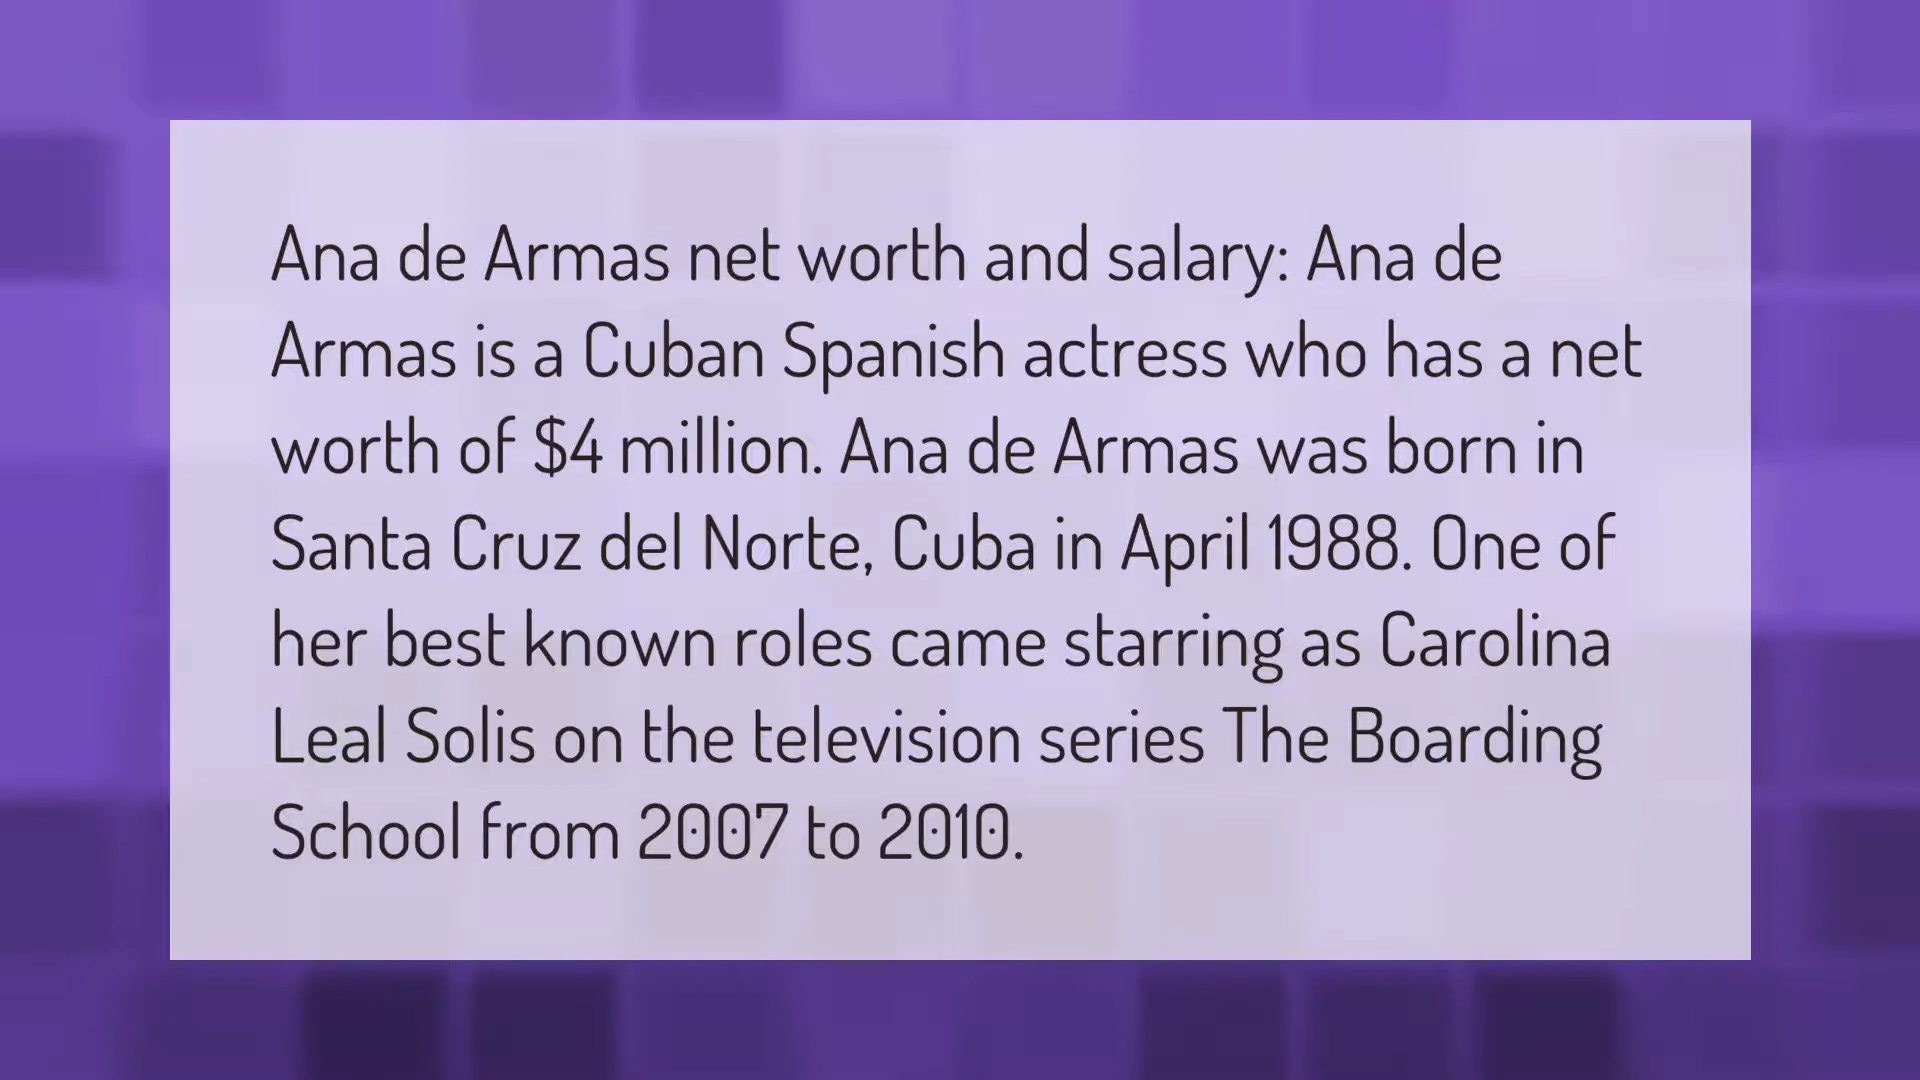 Ana de Armas net worth and salary: Ana de
Armas is a Cuban Spanish actress who has a net
worth of $4 million. Ana de Armas was born in
Santa Cruz del Norte, Cuba in April 1988. One of
her best known roles came starring as Carolina
Leal Solis on the television series The Boarding
School from 2007 to 2010.